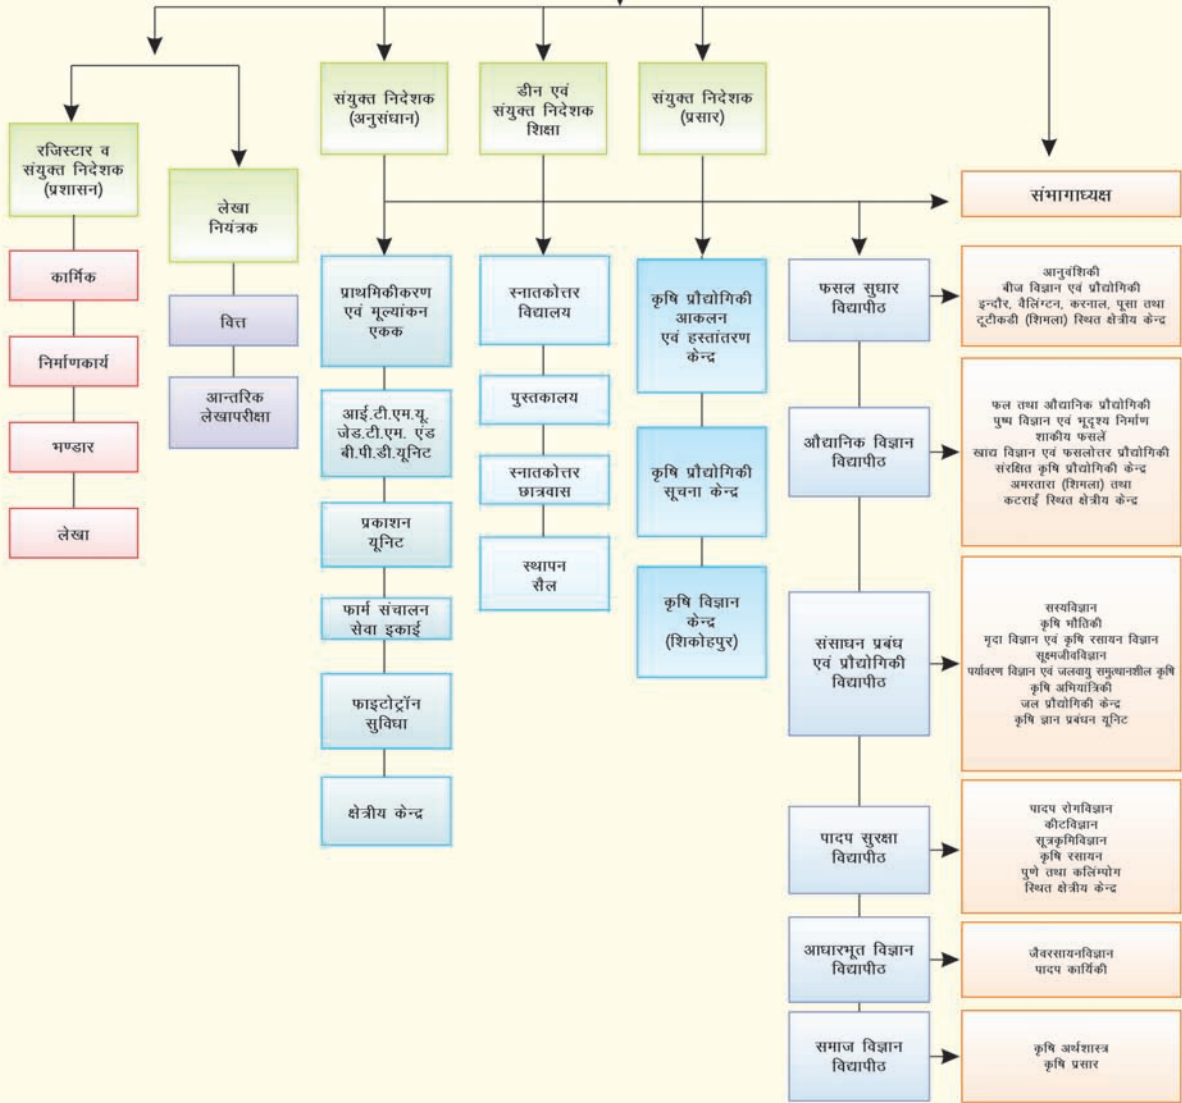 रजिस्टार व
संयुक्त निदेशक
(प्रशासन)
कार्मिक
निर्माणकार्य
भण्डार
लेखा
लेखा
नियंत्रक
वित्त
आन्तरिक
लेखापरीक्षा
संयुक्त निदेशक
(अनुसंधान)
प्राथमिकीकरण
एवं मूल्यांकन
एकक
आई.टी.एम.यू.
जेड.टी.एम. एंड
बी.पी.डी.यूनिट
प्रकाशन
यूनिट
फार्म संचालन
सेवा इकाई
फाइटोट्रॉन
सुविधा
क्षेत्रीय केन्द्र
डीन एवं
संयुक्त निदेशक
शिक्षा
स्नातकोत्तर
विद्यालय
पुस्तकालय
स्नातकोत्तर
छात्रवास
स्थापन
सैल
संयुक्त निदेशक
(प्रसार)
कृषि प्रौद्योगिकी
आकलन
एवं हस्तांतरण
केन्द्र
कृषि प्रौद्योगिकी
सूचना केन्द्र
कृषि विज्ञान
केन्द्र
(शिकोहपुर)
संभागाध्यक्ष
फसल सुधार
विद्यापीठ
आनुवंशिकी
बीज विज्ञान एवं प्रौद्योगिकी
इन्दौर, वैलिंग्टन, करनाल, पूसा तथा
टूटीकडी (शिमला) स्थित क्षेत्रीय केन्द्र
औद्यानिक विज्ञान
विद्यापीठ
फल तथा औद्यानिक प्रौद्योगिकी
पुष्प विज्ञान एवं भूदृश्य निर्माण
शाकीय फसलें
खाद्य विज्ञान एवं फसलोत्तर प्रौद्योगिकी
संरक्षित कृषि प्रौद्योगिकी केन्द्र
अमरतारा (शिमला) तथा
कटराईं स्थित क्षेत्रीय केन्द्र
संसाधन प्रबंध
एवं प्रौद्योगिकी
विद्यापीठ
सस्यविज्ञान
कृषि भौतिकी
मृदा विज्ञान एवं कृषि रसायन विज्ञान
सूक्ष्मजीवविज्ञान
पर्यावरण विज्ञान एवं जलवायु समुत्थानशील कृषि
कृषि अभियांत्रिकी
जल प्रौद्योगिकी केन्द्र
कृषि ज्ञान प्रबंधन यूनिट
पादप सुरक्षा
विद्यापीठ
पादप रोगविज्ञान
कीटविज्ञान
सूत्रकृमिविज्ञान
कृषि रसायन
पुणे तथा कलिंम्पोग
स्थित क्षेत्रीय केन्द्र
आधारभूत विज्ञान
विद्यापीठ
जैवरसायनविज्ञान
पादप कार्यिकी
समाज विज्ञान
विद्यापीठ
कृषि अर्थशास्त्र
कृषि प्रसार